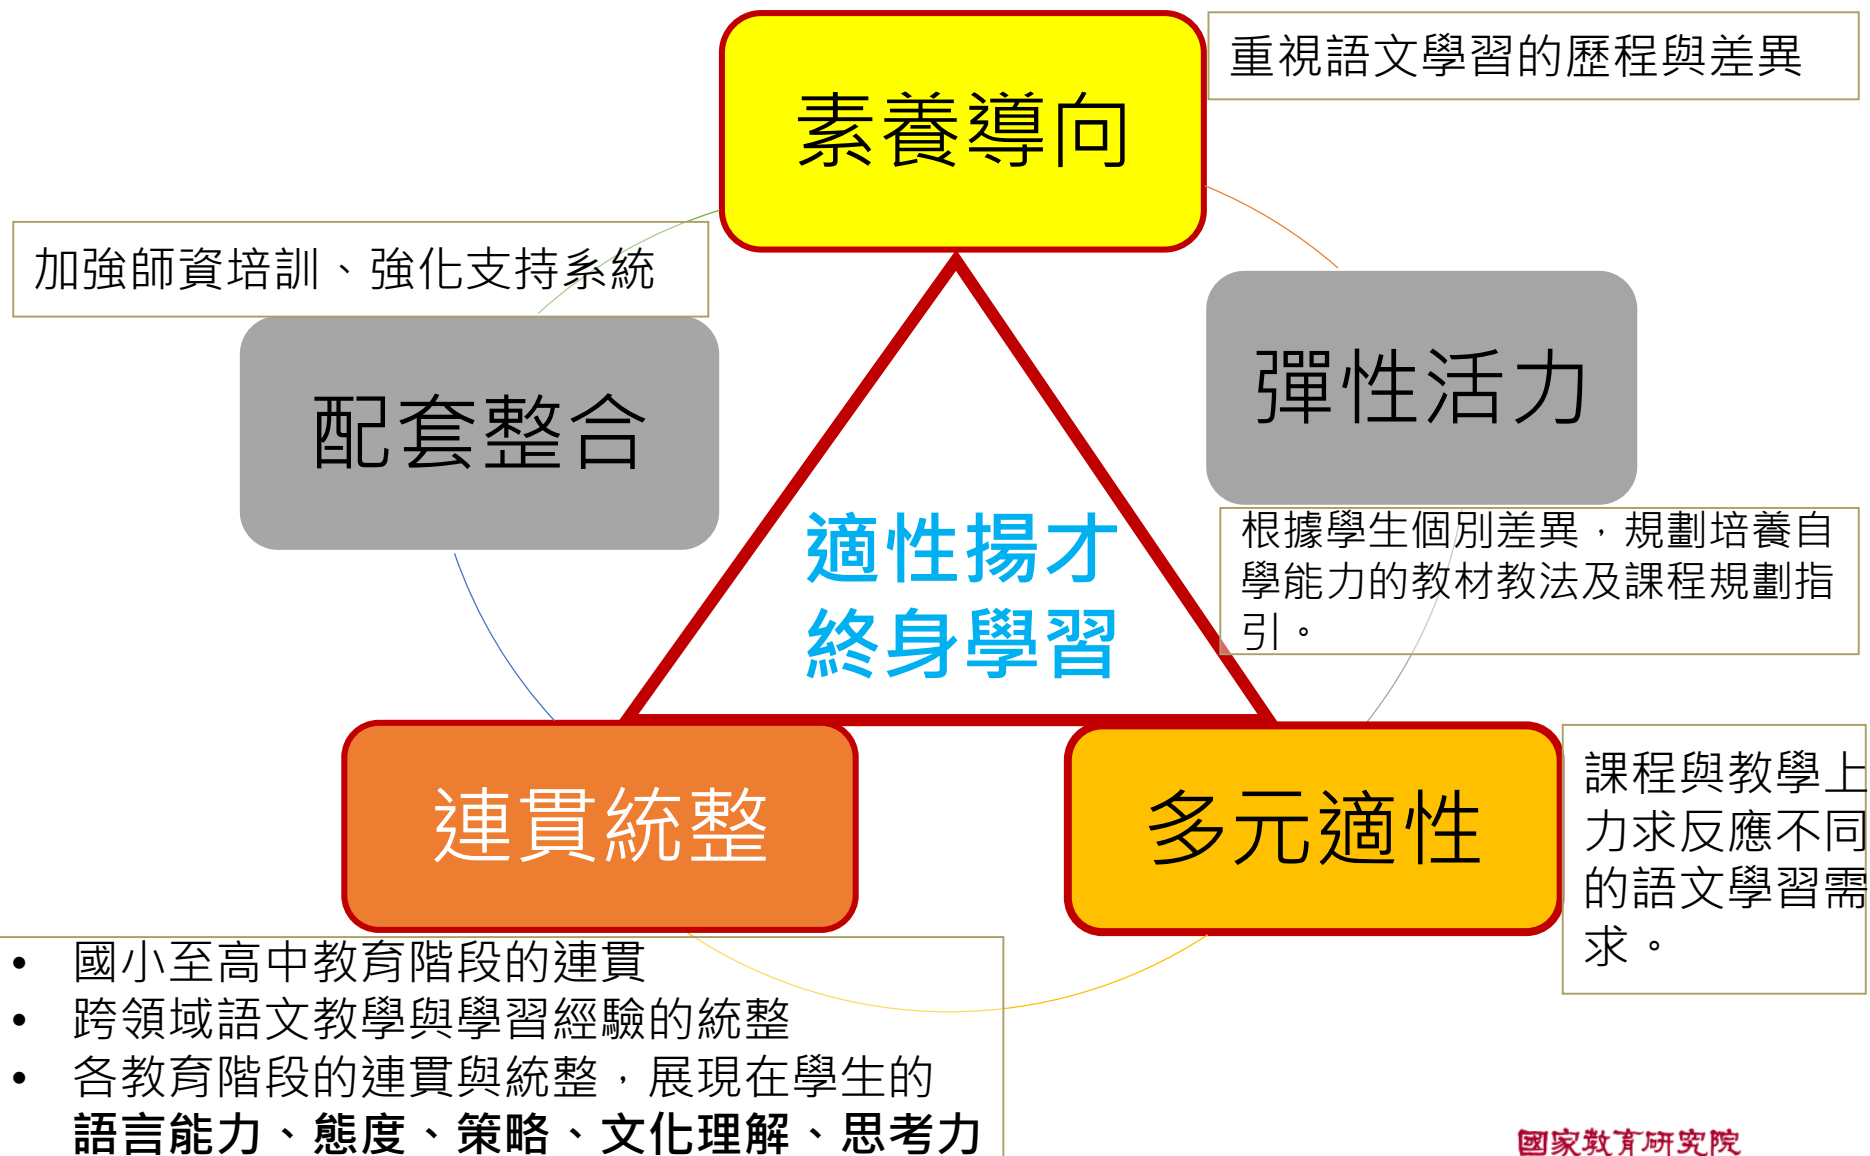 素養導向
重視語文學習的歷程與差異
加強師資培訓、強化支持系統
配套整合
彈性活力
根據學生個別差異，規劃培養自
學能力的教材教法及課程規劃指
引。
適性揚才
終身學習
連貫統整
多元適性
課程與教學上
力求反應不同
的語文學習需
求。
• 國小至高中教育階段的連貫
• 跨領域語文教學與學習經驗的統整
• 各教育階段的連貫與統整，展現在學生的
語言能力、態度、策略、文化理解、思考力
國家教育研究院